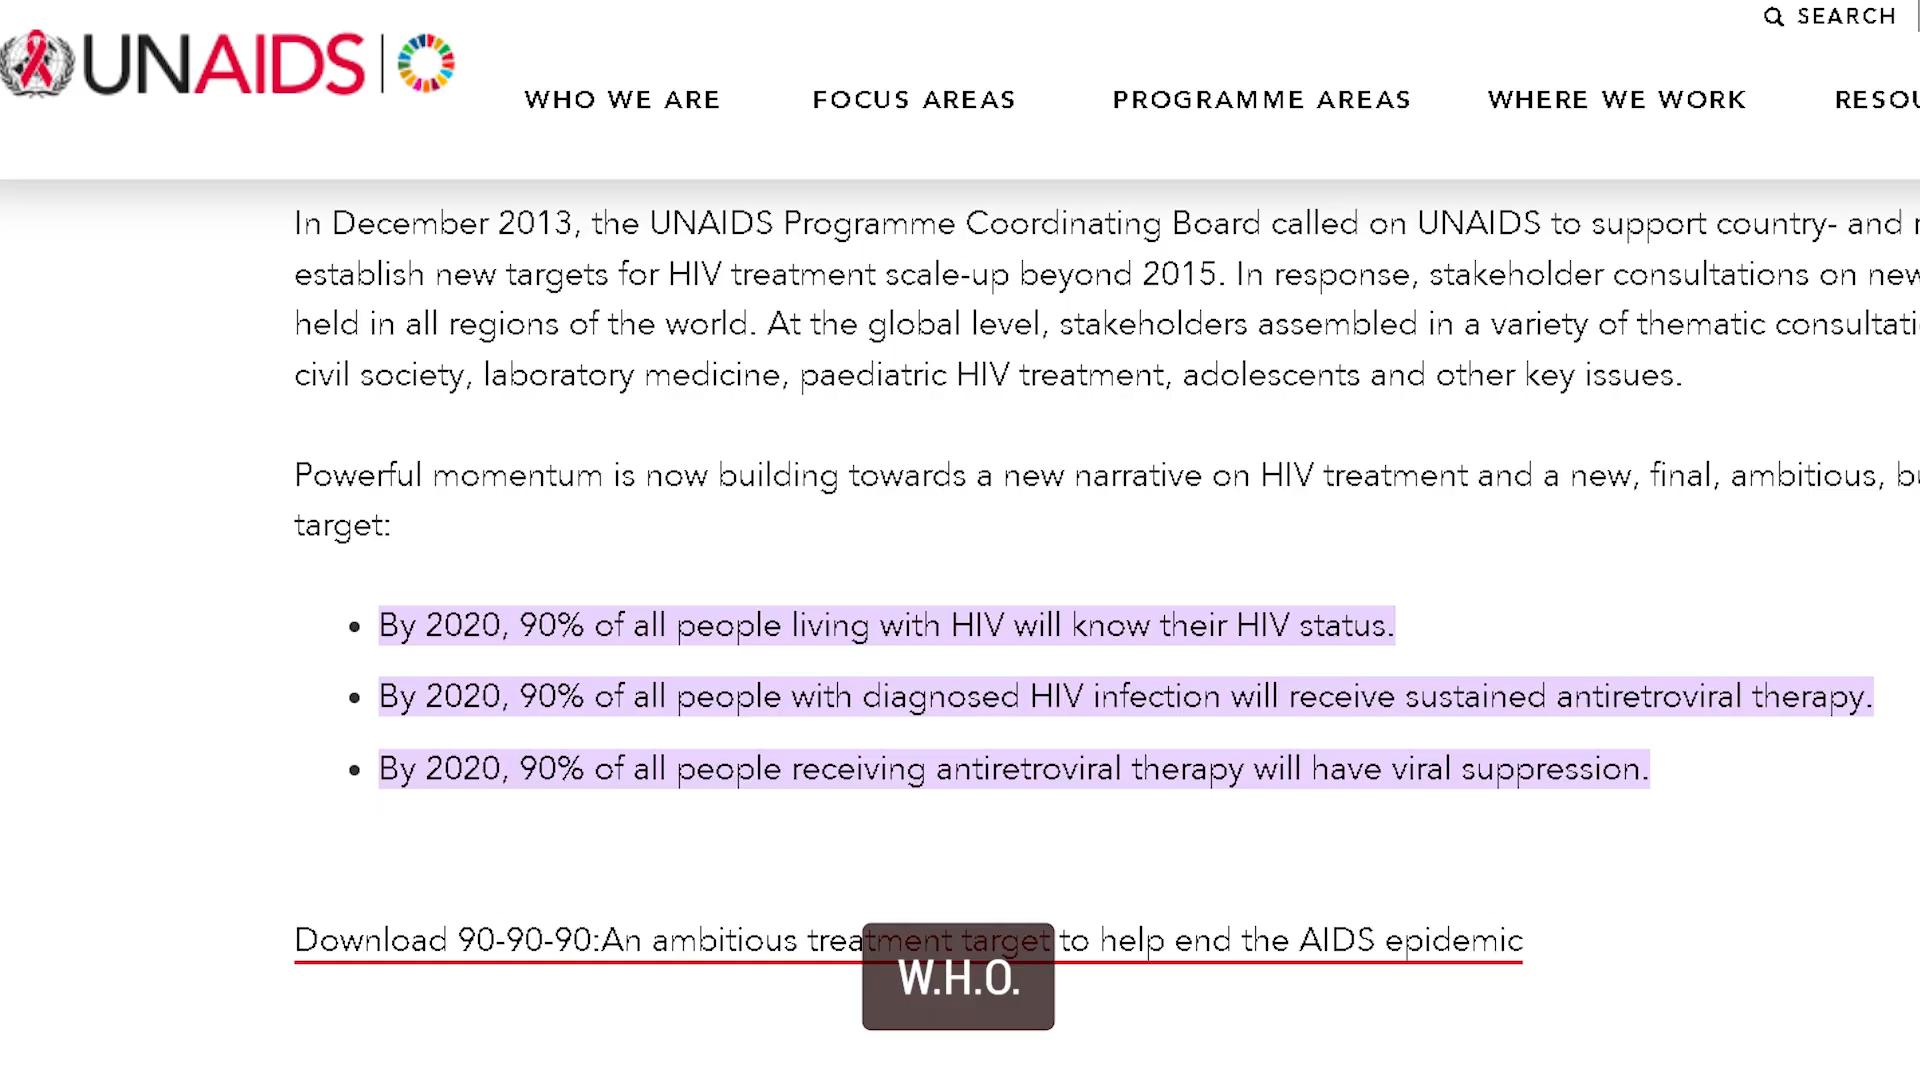 SEARCH
UNAIDS
WHO WE ARE
FOCUS AREAS
PROGRAMME AREAS
WHERE WE WORK
In December 2013, the UNAIDS Programme Coordinating Board called on UNAIDS to support country- and
establish new targets for HIV treatment scale-up beyond 2015. In response, stakeholder consultations on new
held in all regions of the world. At the global level, stakeholders assembled in a variety of thematic
civil society, laboratory medicine, paediatric HIV treatment, adolescents and other key issues.
Powerful momentum is now building towards a new narrative on HIV treatment and a new, final, ambitious,
target:
• By 2020, 90% of all people living with HIV will know their HIV status.
• By 2020, 90% of all people with diagnosed HIV infection will receive sustained antiretroviral therapy.
• By 2020, 90% of all people receiving antiretroviral therapy will have viral suppression.
Download 90-90-90:An ambitious treatment target to help end the AIDS epidemic
W.H.O.